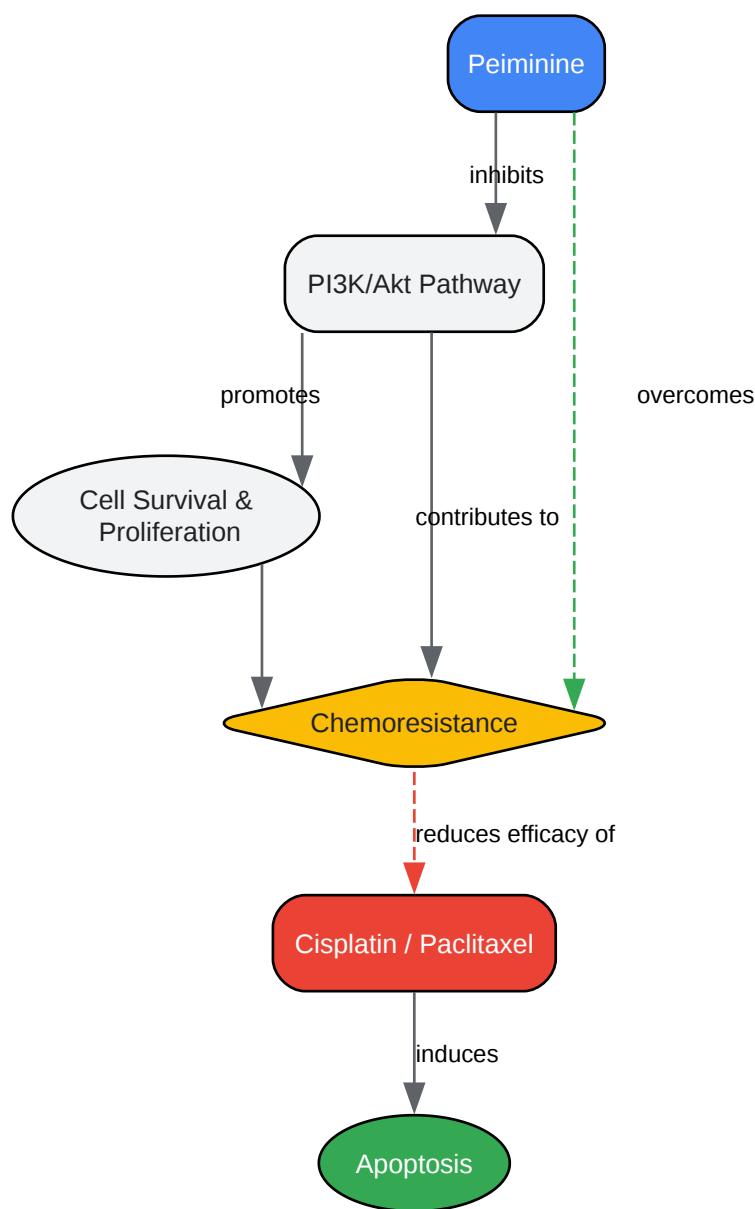 Peiminine
inhibits
PI3K/Akt Pathway
promotes
overcomes
Cell Survival &
Proliferation
contributes to
Chemoresistance
reduces efficacy of
Cisplatin / Paclitaxel
induces
Apoptosis